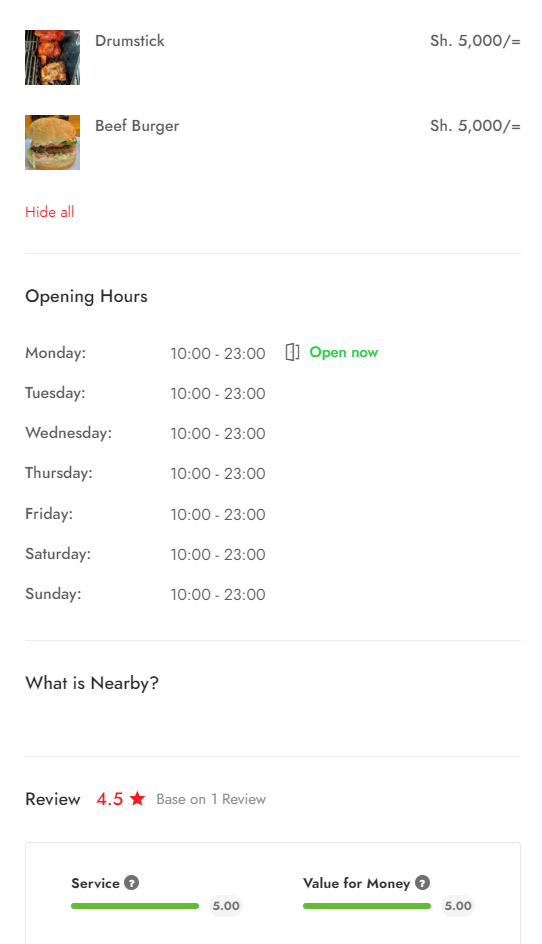 Drumstick Sh. 5,000/=
Beef Burger Sh. 5,000/=
Hide all
Opening Hours
Monday: 10:00 - 23:00 Open now
Tuesday: 10:00 - 23:00
Wednesday: 10:00 - 23:00
Thursday: 10:00 - 23:00
Friday: 10:00 - 23:00
Saturday: 10:00 - 23:00
Sunday: 10:00 - 23:00
What is Nearby?
Review 4.5 ★ Base on 1 Review
Service ? Value for Money ?
5.00 5.00